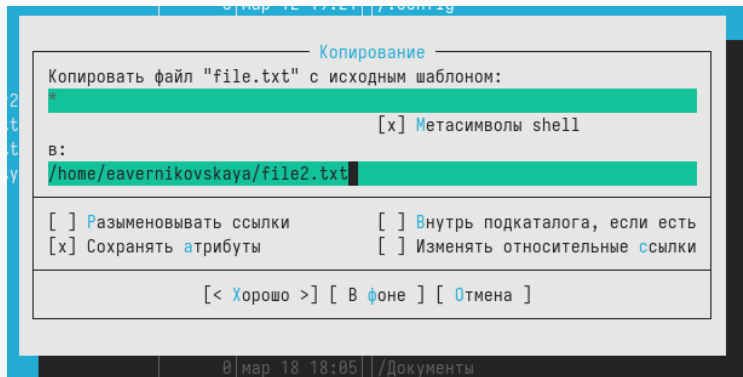 Копирование
Копировать файл "file.txt" с исходным шаблоном:
*
[x] Метасимволы shell
в:
/home/eavernikovskaya/file2.txt
[ ] Разыменовывать ссылки [ ] Внутрь подкаталога, если есть
[x] Сохранять атрибуты [ ] Изменять относительные ссылки
[< Хорошо >] [ В фоне ] [ Отмена ]
0|мар 18 18:05||/Документы